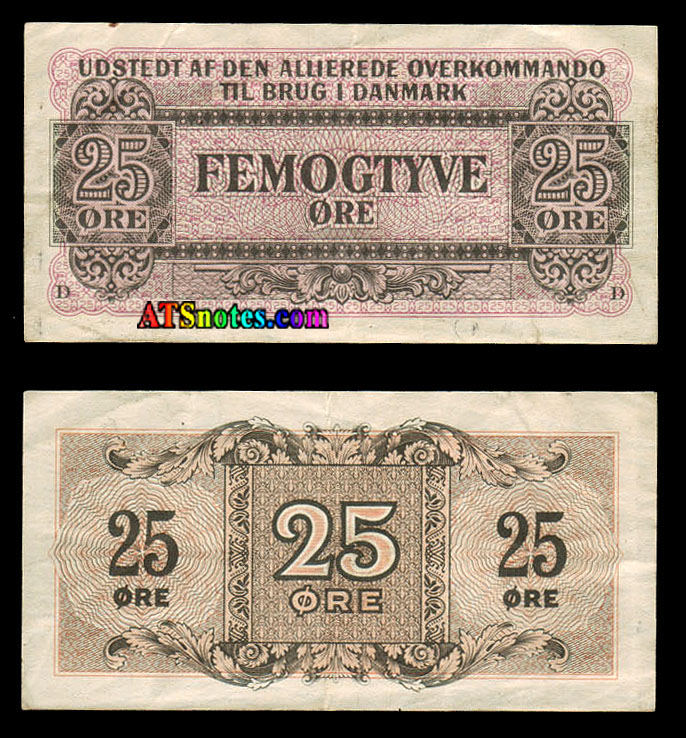 UDSTEDT AF DEN ALLIEREDE OVERKOMMANDO
TIL BRUG I DANMARK
25 FEMOGTYVE 25
ØRE ØRE ØRE
D D
ATSnotes.com
25 25 25
ØRE ØRE ØRE